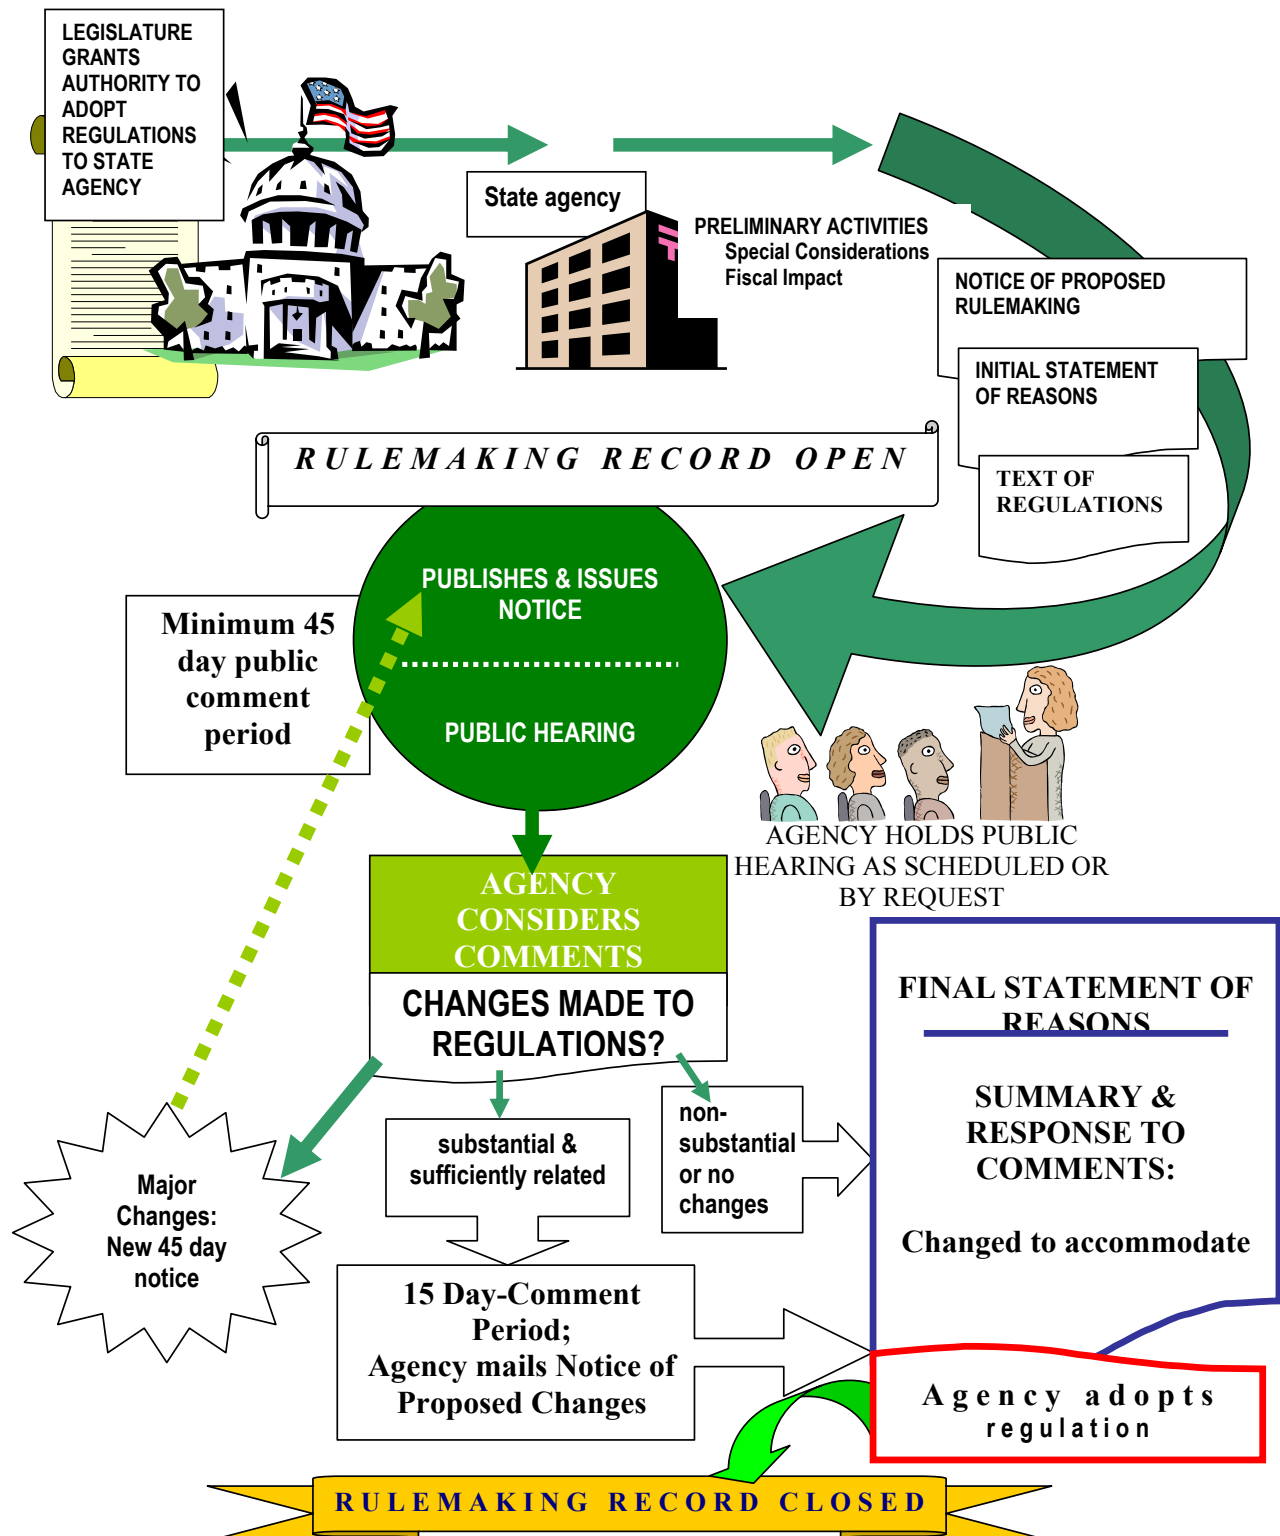 LEGISLATURE
GRANTS
AUTHORITY TO
ADOPT
REGULATIONS
TO STATE
AGENCY
State agency
PRELIMINARY ACTIVITIES
Special Considerations
Fiscal Impact
NOTICE OF PROPOSED
RULEMAKING
INITIAL STATEMENT
OF REASONS
TEXT OF
REGULATIONS
RULEMAKING RECORD OPEN
PUBLISHES & ISSUES
NOTICE
PUBLIC HEARING
Minimum 45
day public
comment
period
AGENCY HOLDS PUBLIC
HEARING AS SCHEDULED OR
BY REQUEST
AGENCY
CONSIDERS
COMMENTS
CHANGES MADE TO
REGULATIONS?
Major
Changes:
New 45 day
notice
substantial &
sufficiently related
non-
substantial
or no
changes
15 Day-Comment
Period;
Agency mails Notice of
Proposed Changes
FINAL STATEMENT OF
REASONS
SUMMARY &
RESPONSE TO
COMMENTS:
Changed to accommodate
Agency adopts
regulation
RULEMAKING RECORD CLOSED